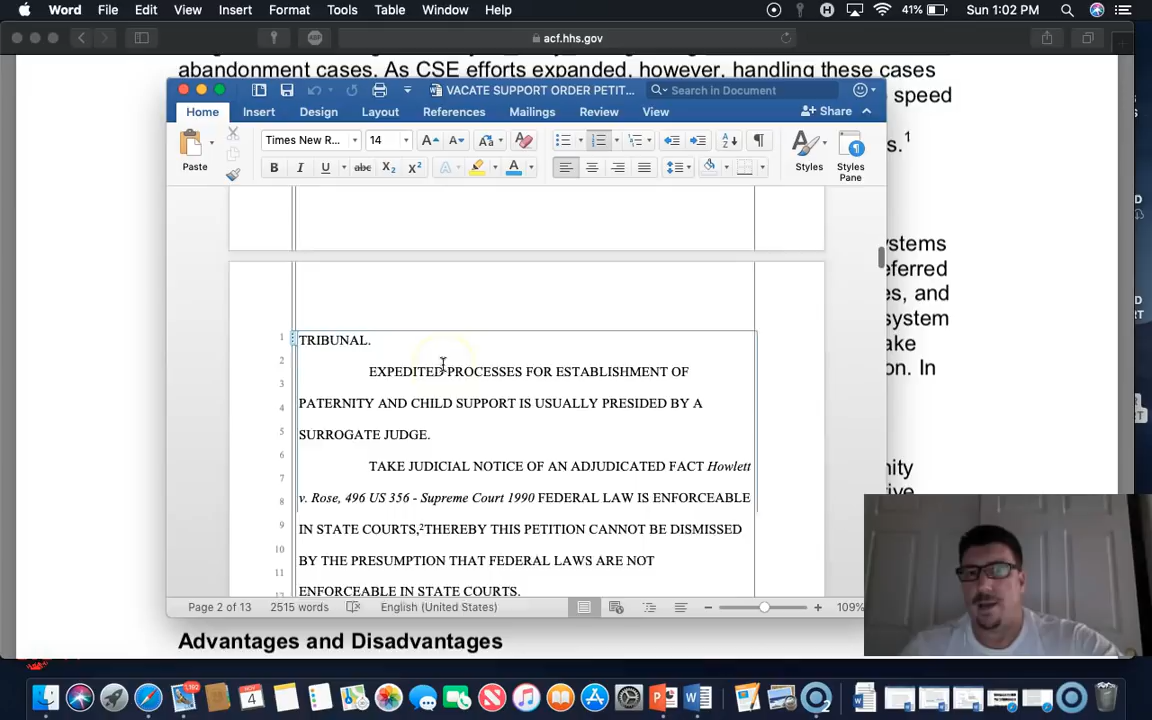 Word File Edit View Insert Format Tools Table Window Help 41% Sun 1:02 PM
acf.hhs.gov
abandonment cases. As CSE efforts expanded, however, handling these cases
speed
s.1
VACATE SUPPORT ORDER PETIT... Search in Document
Home Insert Design Layout References Mailings Review View Share
Paste Times New R... 14 Styles Styles Pane
ystems
eferred
es, and
system
ake
on. In
nity
TRIBUNAL.
EXPEDITED PROCESSES FOR ESTABLISHMENT OF
PATERNITY AND CHILD SUPPORT IS USUALLY PRESIDED BY A
SURROGATE JUDGE.
TAKE JUDICIAL NOTICE OF AN ADJUDICATED FACT Howlett
v. Rose, 496 US 356 - Supreme Court 1990 FEDERAL LAW IS ENFORCEABLE
IN STATE COURTS,2THEREBY THIS PETITION CANNOT BE DISMISSED
BY THE PRESUMPTION THAT FEDERAL LAWS ARE NOT
ENFORCEABLE IN STATE COURTS.
1
2
3
4
5
6
7
8
9
10
11
Page 2 of 13 2515 words English (United States) 109%
Advantages and Disadvantages